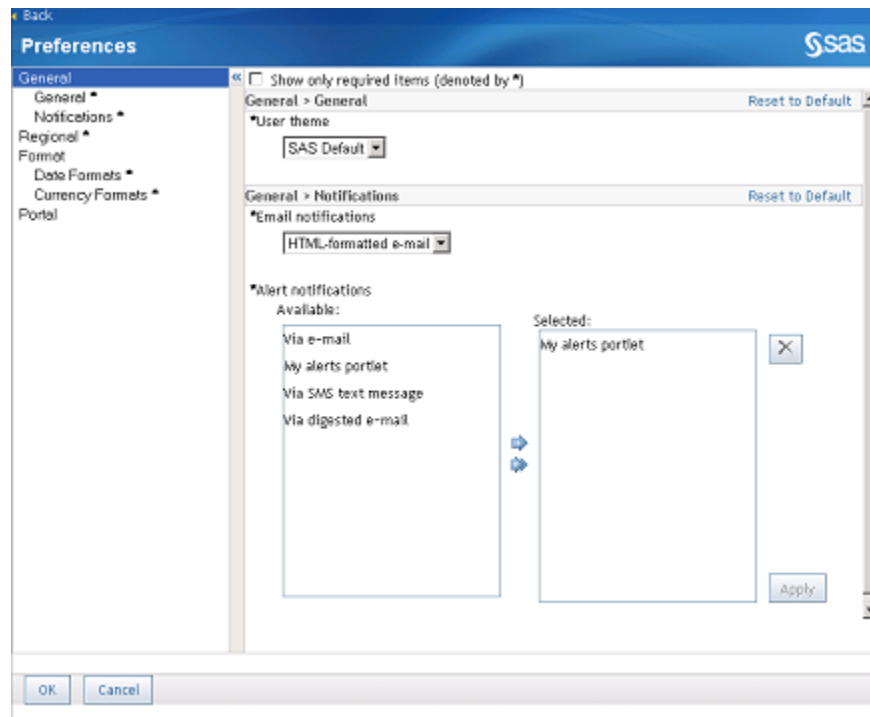 Back
Preferences
sas
General
General *
Notifications *
Regional *
Format
Date Formats *
Currency Formats *
Portal
Show only required items (denoted by *)
General > General Reset to Default
*User theme
SAS Default
General > Notifications Reset to Default
*Email notifications
HTML-formatted e-mail
*Alert notifications
Available:
Via e-mail
My alerts portlet
Via SMS text message
Via digested e-mail
Selected:
My alerts portlet
Apply
OK Cancel